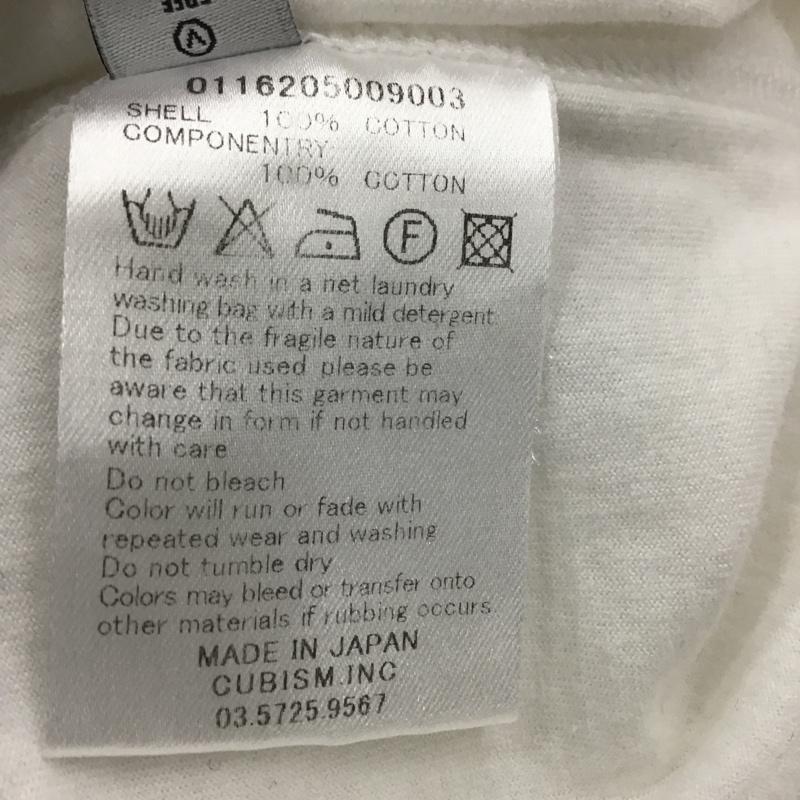 FREE
0116205009003
SHELL 100% COTTON
COMPONENTRY
100% COTTON
F
Hand wash in a net laundry
washing bag with a mild detergent
Due to the fragile nature of
the fabric used please be
aware that this garment may
change in form if not handled
with care
Do not bleach
Color will run or fade with
repeated wear and washing
Do not tumble dry
Colors may bleed or transfer onto
other materials if rubbing occurs
MADE IN JAPAN
CUBISM.INC
03.5725.9567